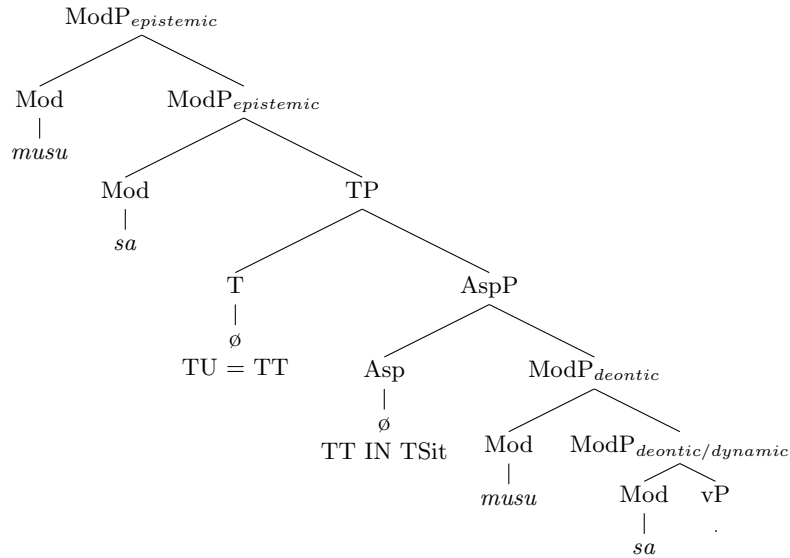 ModP_epistemic
Mod ModP_epistemic
musu
Mod TP
sa
T AspP
ø
TU = TT Asp ModP_deontic
ø
TT IN TSit Mod ModP_deontic/dynamic
musu Mod vP
sa .